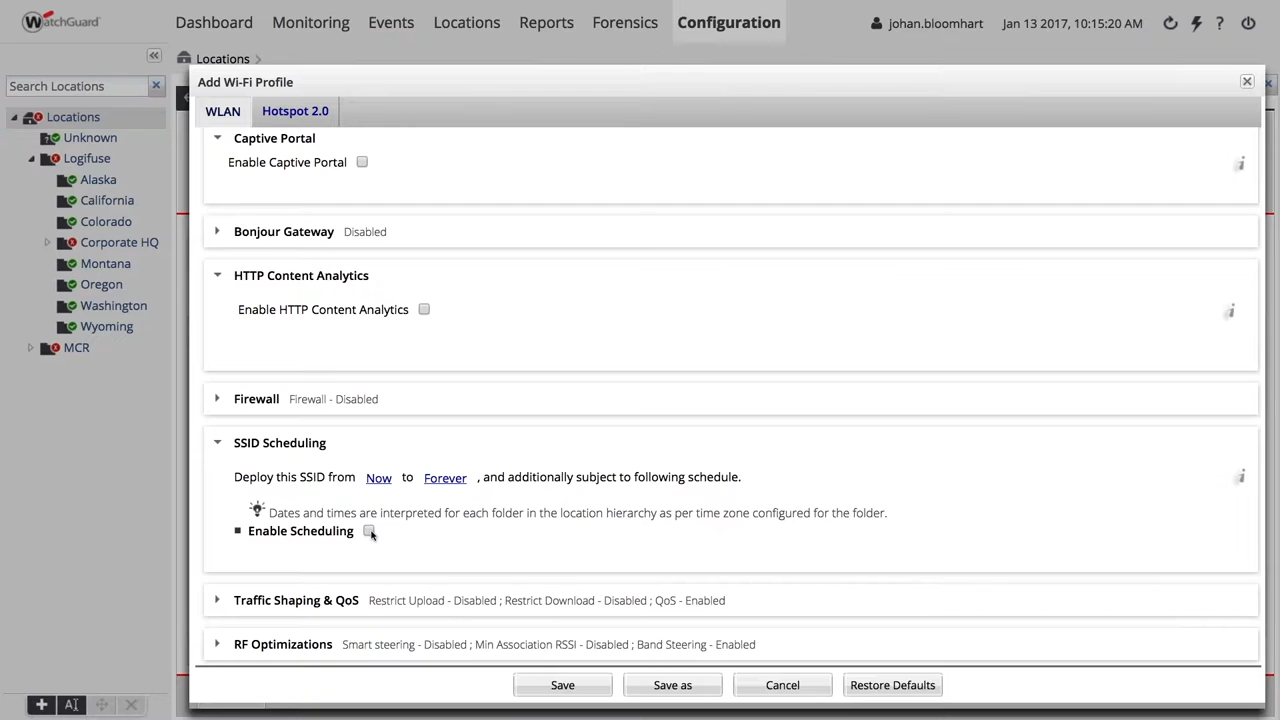 WatchGuard
Dashboard Monitoring Events Locations Reports Forensics Configuration johan.bloomhart Jan 13 2017, 10:15:20 AM ?
Locations
Search Locations
Locations
Unknown
Logifuse
Alaska
California
Colorado
Corporate HQ
Montana
Oregon
Washington
Wyoming
MCR
Add Wi-Fi Profile
WLAN Hotspot 2.0
Captive Portal
Enable Captive Portal
Bonjour Gateway Disabled
HTTP Content Analytics
Enable HTTP Content Analytics
Firewall Firewall - Disabled
SSID Scheduling
Deploy this SSID from Now to Forever , and additionally subject to following schedule.
Dates and times are interpreted for each folder in the location hierarchy as per time zone configured for the folder.
Enable Scheduling
Traffic Shaping & QoS Restrict Upload - Disabled ; Restrict Download - Disabled ; QoS - Enabled
RF Optimizations Smart steering - Disabled ; Min Association RSSI - Disabled ; Band Steering - Enabled
Save Save as Cancel Restore Defaults